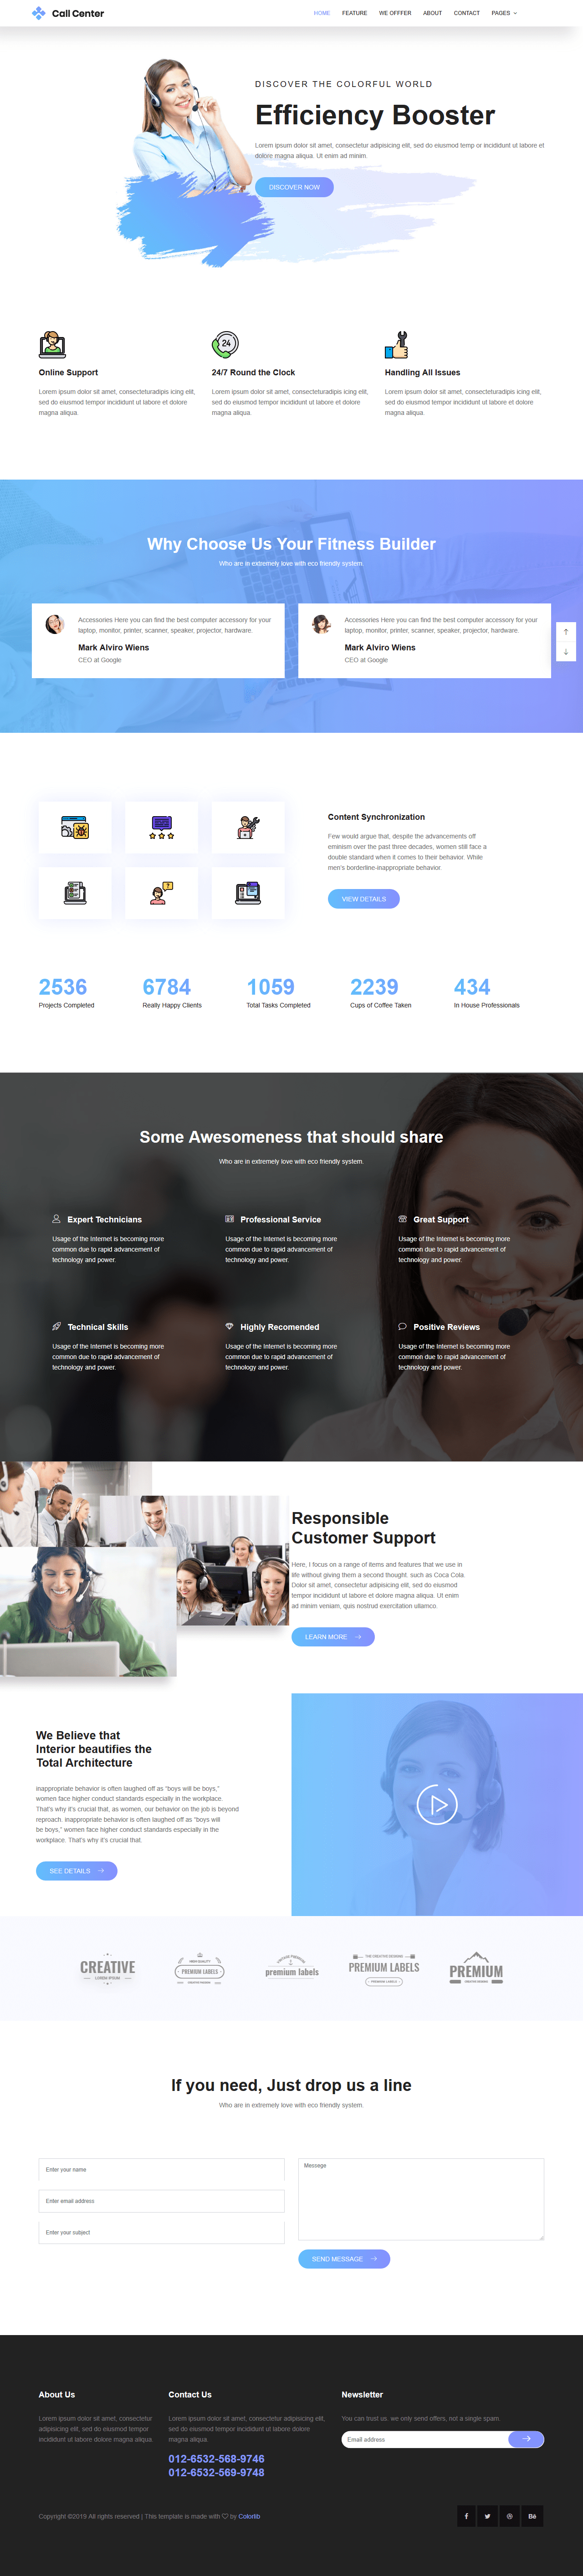 Call Center
HOME FEATURE WE OFFFER ABOUT CONTACT PAGES
DISCOVER THE COLORFUL WORLD
Efficiency Booster
Lorem ipsum dolor sit amet, consectetur adipisicing elit, sed do eiusmod temp or incididunt ut labore et
dolore magna aliqua. Ut enim ad minim.
DISCOVER NOW
24
Online Support
Lorem ipsum dolor sit amet, consecteturadipis icing elit,
sed do eiusmod tempor incididunt ut labore et dolore
magna aliqua.
24/7 Round the Clock
Lorem ipsum dolor sit amet, consecteturadipis icing elit,
sed do eiusmod tempor incididunt ut labore et dolore
magna aliqua.
Handling All Issues
Lorem ipsum dolor sit amet, consecteturadipis icing elit,
sed do eiusmod tempor incididunt ut labore et dolore
magna aliqua.
Why Choose Us Your Fitness Builder
Who are in extremely love with eco friendly system.
Accessories Here you can find the best computer accessory for your
laptop, monitor, printer, scanner, speaker, projector, hardware.
Mark Alviro Wiens
CEO at Google
Accessories Here you can find the best computer accessory for your
laptop, monitor, printer, scanner, speaker, projector, hardware.
Mark Alviro Wiens
CEO at Google
Content Synchronization
Few would argue that, despite the advancements off
eminism over the past three decades, women still face a
double standard when it comes to their behavior. While
men's borderline-inappropriate behavior.
VIEW DETAILS
2536
Projects Completed
6784
Really Happy Clients
1059
Total Tasks Completed
2239
Cups of Coffee Taken
434
In House Professionals
Some Awesomeness that should share
Who are in extremely love with eco friendly system.
Expert Technicians
Usage of the Internet is becoming more
common due to rapid advancement of
technology and power.
Professional Service
Usage of the Internet is becoming more
common due to rapid advancement of
technology and power.
Great Support
Usage of the Internet is becoming more
common due to rapid advancement of
technology and power.
Technical Skills
Usage of the Internet is becoming more
common due to rapid advancement of
technology and power.
Highly Recomended
Usage of the Internet is becoming more
common due to rapid advancement of
technology and power.
Positive Reviews
Usage of the Internet is becoming more
common due to rapid advancement of
technology and power.
Responsible
Customer Support
Here, I focus on a range of items and features that we use in
life without giving them a second thought. such as Coca Cola.
Dolor sit amet, consectetur adipisicing elit, sed do eiusmod
tempor incididunt ut labore et dolore magna aliqua. Ut enim
ad minim veniam, quis nostrud exercitation ullamco.
LEARN MORE
We Believe that
Interior beautifies the
Total Architecture
inappropriate behavior is often laughed off as "boys will be boys,"
women face higher conduct standards especially in the workplace.
That's why it's crucial that, as women, our behavior on the job is beyond
reproach. inappropriate behavior is often laughed off as "boys will
be boys," women face higher conduct standards especially in the
workplace. That's why it's crucial that.
SEE DETAILS
CREATIVE
LOREM IPSUM
HIGH QUALITY
PREMIUM LABELS
CREATIVE DESIGN
premium labels
THE CREATIVE DESIGNS
PREMIUM LABELS
PREMIUM LABELS
PREMIUM
CREATIVE DESIGNS
If you need, Just drop us a line
Who are in extremely love with eco friendly system.
Enter your name
Enter email address
Enter your subject
Messege
SEND MESSAGE
About Us
Lorem ipsum dolor sit amet, consectetur
adipisicing elit, sed do eiusmod tempor
incididunt ut labore dolore magna aliqua.
Contact Us
Lorem ipsum dolor sit amet, consectetur adipisicing elit,
sed do eiusmod tempor incididunt ut labore dolore
magna aliqua.
012-6532-568-9746
012-6532-569-9748
Newsletter
You can trust us. we only send offers, not a single spam.
Email address
Copyright ©2019 All rights reserved | This template is made with by Colorlib
Bē